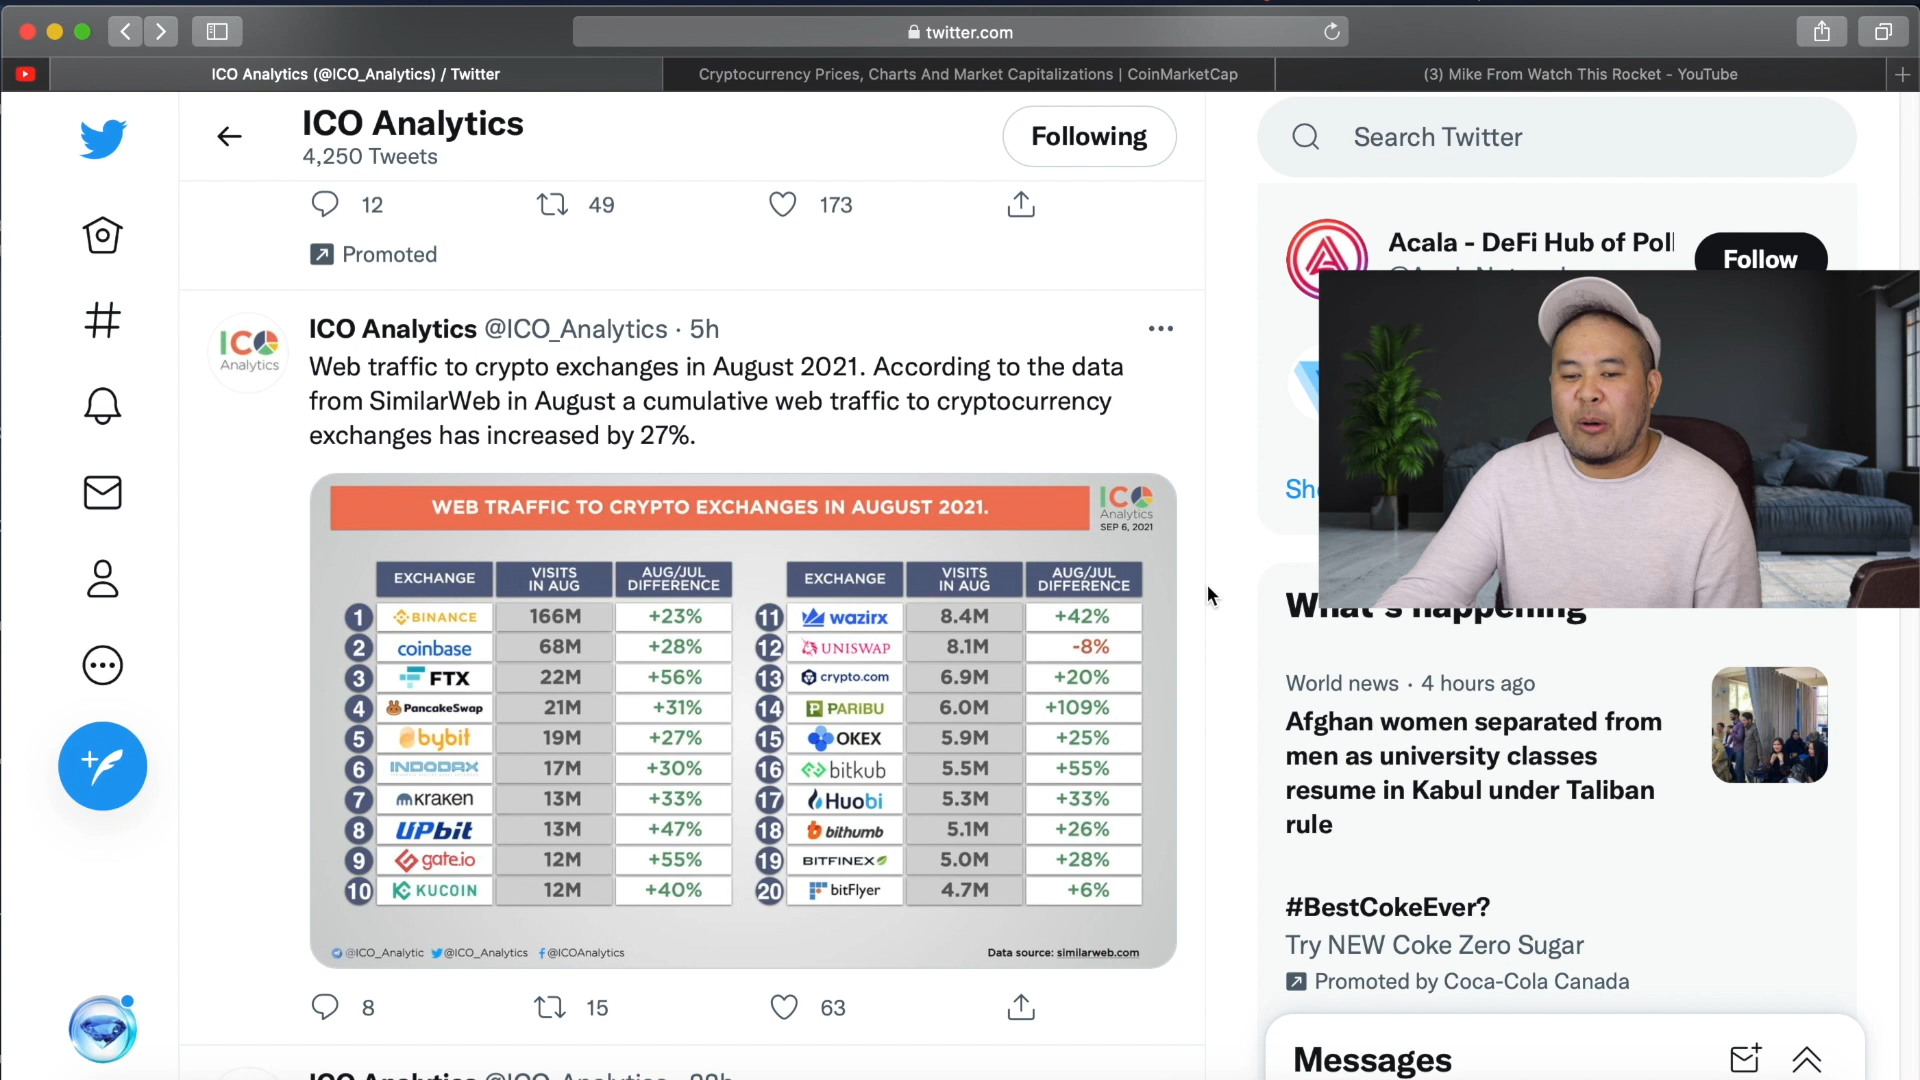 twitter.com
ICO Analytics (@ICO_Analytics) / Twitter
Cryptocurrency Prices, Charts And Market Capitalizations | CoinMarketCap
(3) Mike From Watch This Rocket - YouTube
ICO Analytics
4,250 Tweets
Following
Search Twitter
12 49 173
Promoted
Acala - DeFi Hub of Pol
Follow
ICO Analytics @ICO_Analytics · 5h
Web traffic to crypto exchanges in August 2021. According to the data
from SimilarWeb in August a cumulative web traffic to cryptocurrency
exchanges has increased by 27%.
WEB TRAFFIC TO CRYPTO EXCHANGES IN AUGUST 2021.
ICO
Analytics
SEP 6, 2021
EXCHANGE VISITS IN AUG AUG/JUL DIFFERENCE
1 BINANCE 166M +23%
2 coinbase 68M +28%
3 FTX 22M +56%
4 PancakeSwap 21M +31%
5 bybit 19M +27%
6 INDODAX 17M +30%
7 mKraken 13M +33%
8 UPbit 13M +47%
9 gate.io 12M +55%
10 KUCOIN 12M +40%
EXCHANGE VISITS IN AUG AUG/JUL DIFFERENCE
11 wazirx 8.4M +42%
12 UNISWAP 8.1M -8%
13 crypto.com 6.9M +20%
14 PARIBU 6.0M +109%
15 OKEX 5.9M +25%
16 bitkub 5.5M +55%
17 Huobi 5.3M +33%
18 bithumb 5.1M +26%
19 BITFINEX 5.0M +28%
20 bitFlyer 4.7M +6%
@ICO_Analytic @ICO_Analytics @ICOAnalytics
Data source: similarweb.com
8 15 63
ICO
Analytics
Sh
What's happening
World news · 4 hours ago
Afghan women separated from
men as university classes
resume in Kabul under Taliban
rule
#BestCokeEver?
Try NEW Coke Zero Sugar
Promoted by Coca-Cola Canada
Messages
ICO Analytics @ICO_Analytics